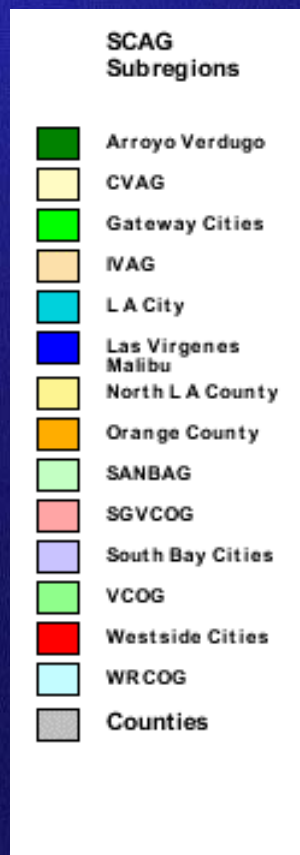 SCAG
Subregions
Arroyo Verdugo
CVAG
Gateway Cities
IVAG
L A City
Las Virgenes
Malibu
North L A County
Orange County
SANBAG
SGVCOG
South Bay Cities
VCOG
Westside Cities
WRCOG
Counties